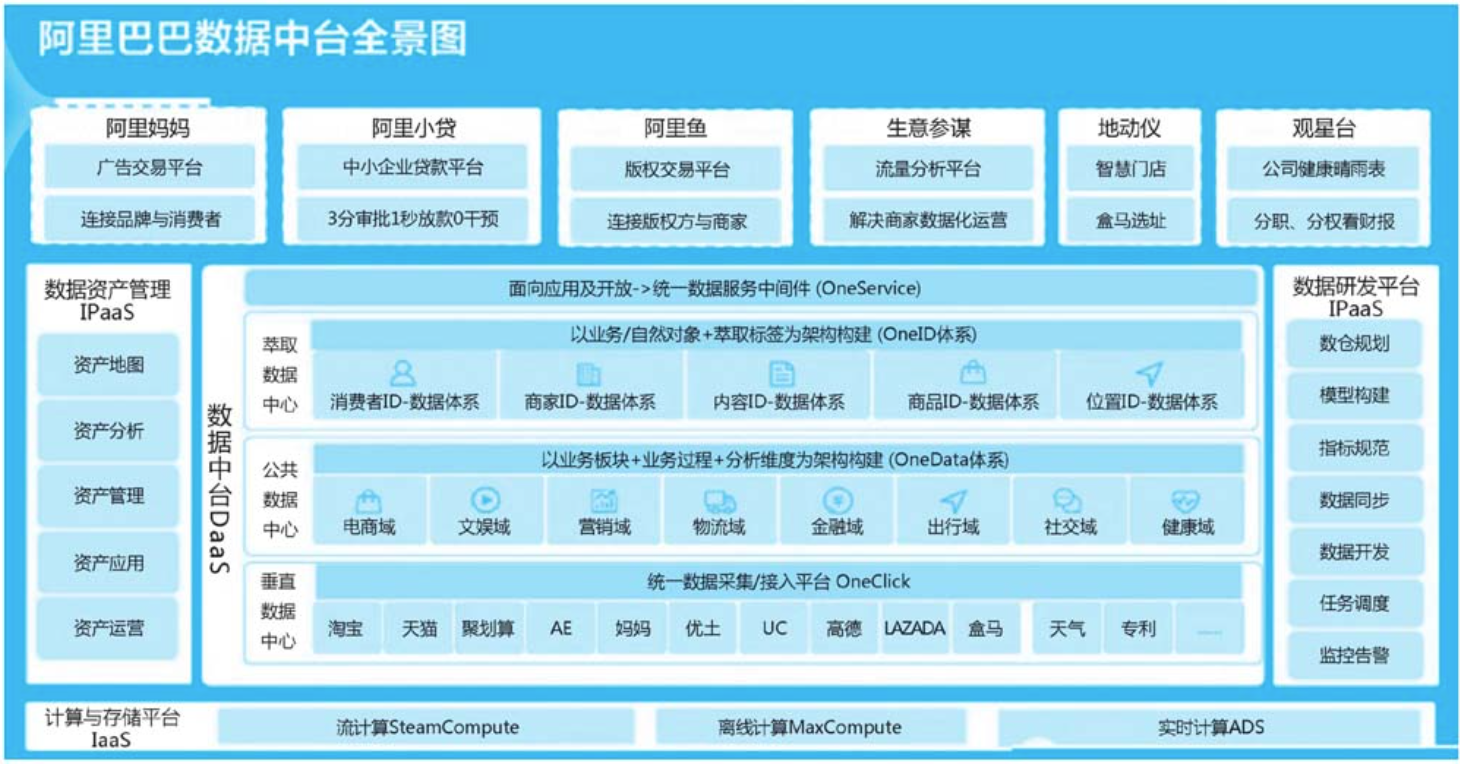 阿里巴巴数据中台全景图
阿里妈妈
广告交易平台
连接品牌与消费者
阿里小贷
中小企业贷款平台
3分审批1秒放款0干预
阿里鱼
版权交易平台
连接版权方与商家
生意参谋
流量分析平台
解决商家数据化运营
地动仪
智慧门店
盒马选址
观星台
公司健康晴雨表
分职、分权看财报
数据资产管理
IPaaS
资产地图
资产分析
资产管理
资产应用
资产运营
数据中台DaaS
面向应用及开放->统一数据服务中间件 (OneService)
萃取
数据
中心
以业务/自然对象+萃取标签为架构构建 (OneID体系)
消费者ID-数据体系
商家ID-数据体系
内容ID-数据体系
商品ID-数据体系
位置ID-数据体系
公共
数据
中心
以业务板块+业务过程+分析维度为架构构建 (OneData体系)
电商域
文娱域
营销域
物流域
金融域
出行域
社交域
健康域
垂直
数据
中心
统一数据采集/接入平台 OneClick
淘宝
天猫
聚划算
AE
妈妈
优土
UC
高德
LAZADA
盒马
天气
专利
......
数据研发平台
IPaaS
数仓规划
模型构建
指标规范
数据同步
数据开发
任务调度
监控告警
计算与存储平台
IaaS
流计算SteamCompute
离线计算MaxCompute
实时计算ADS